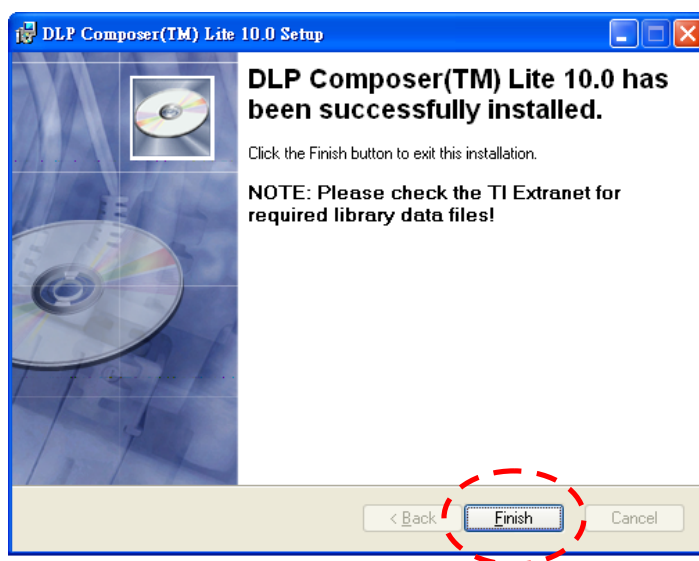 DLP Composer(TM) Lite 10.0 Setup
DLP Composer(TM) Lite 10.0 has
been successfully installed.
Click the Finish button to exit this installation.
NOTE: Please check the TI Extranet for
required library data files!
< Back Finish Cancel